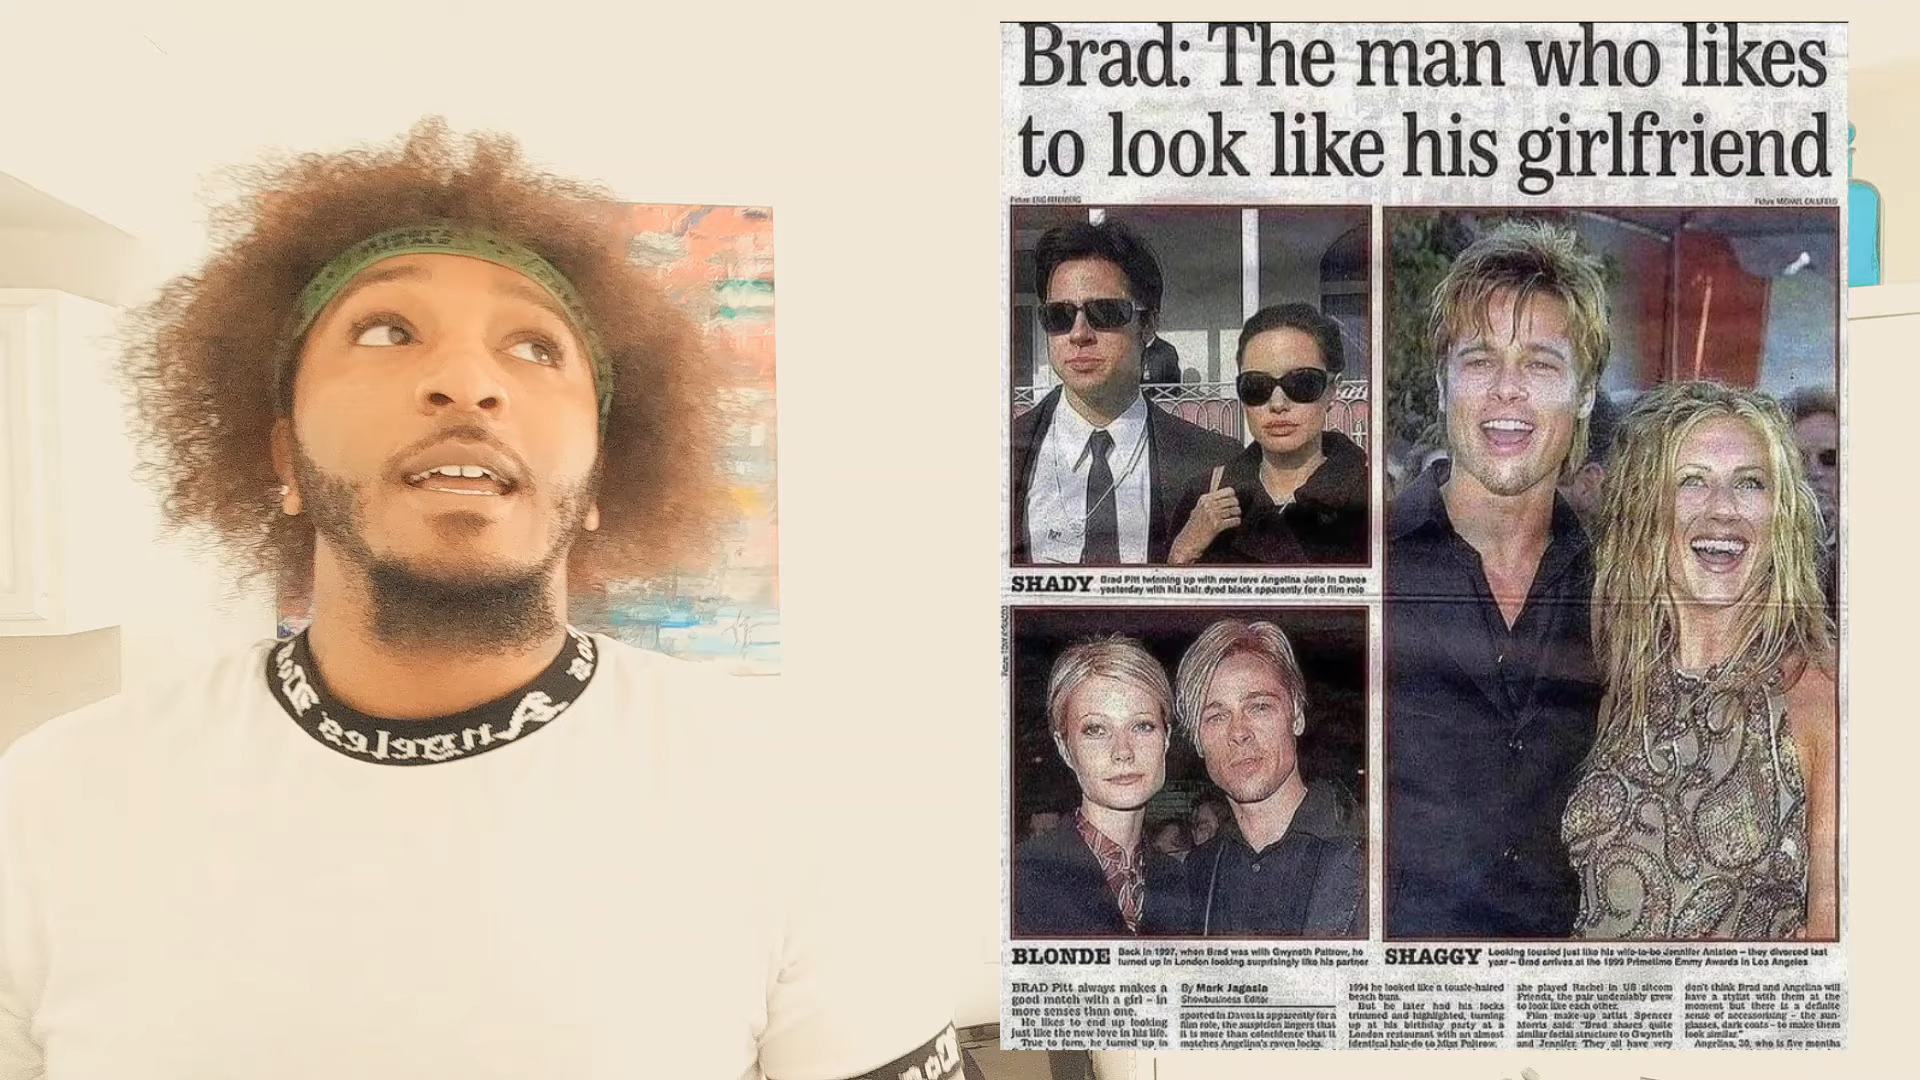 Brad: The man who likes
to look like his girlfriend
SHADY Brad Pitt twinning up with new love Angelina Jolie in Davos
yesterday with his hair dyed black apparently for a film role
BLONDE Back in 1997, when Brad was with Gwyneth Paltrow, he
turned up in London looking surprisingly like his partner
SHAGGY Looking tousled just like his wife-to-be Jennifer Aniston – they divorced last
year – Brad arrives at the 1999 Primetime Emmy Awards in Los Angeles
BRAD Pitt always makes a
good match with a girl – in
more senses than one.
He likes to end up looking
just like the new love in his life.
True to form, he turned up in
By Mark Jagasia
Showbusiness Editor
sported in Davos is apparently for a
film role, the suspicion lingers that
it is more than coincidence that it
matches Angelina's raven locks.
1994 he looked like a tousle-haired
beach bum.
But he later had his locks
trimmed and highlighted, turning
up at his birthday party at a
London restaurant with an almost
identical hair-do to Miss Paltrow.
she played Rachel in US sitcom
Friends, the pair undeniably grew
to look like each other.
Film make-up artist Spencer
Morris said: "Brad shares quite
similar facial structure to Gwyneth
and Jennifer. They all have very
don't think Brad and Angelina will
have a stylist with them at the
moment but there is a definite
sense of accessorising – the sun-
glasses, dark coats – to make them
look similar."
Angelina, 30, who is five months
Angeles